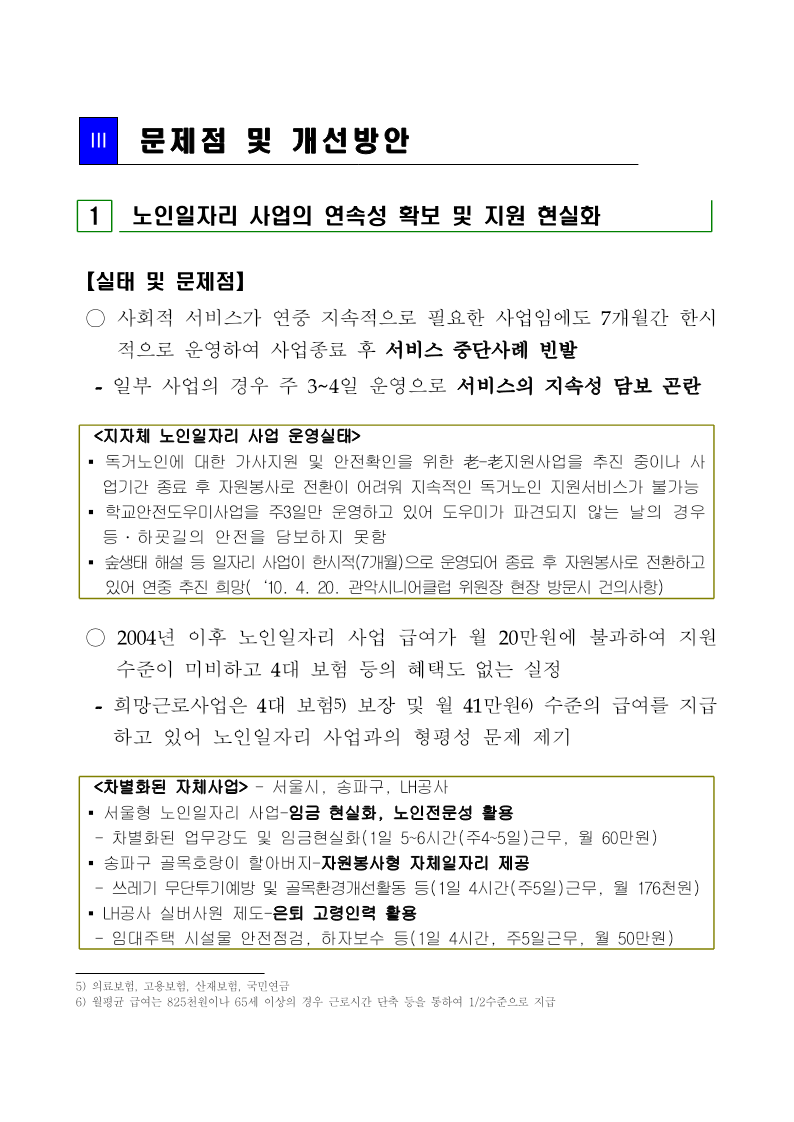 Ⅲ 문제점 및 개선방안
1 노인일자리 사업의 연속성 확보 및 지원 현실화
【실태 및 문제점】
○ 사회적 서비스가 연중 지속적으로 필요한 사업임에도 7개월간 한시
적으로 운영하여 사업종료 후 서비스 중단사례 빈발
- 일부 사업의 경우 주 3~4일 운영으로 서비스의 지속성 담보 곤란
<지자체 노인일자리 사업 운영실태>
▪ 독거노인에 대한 가사지원 및 안전확인을 위한 老-老지원사업을 추진 중이나 사
업기간 종료 후 자원봉사로 전환이 어려워 지속적인 독거노인 지원서비스가 불가능
▪ 학교안전도우미사업을 주3일만 운영하고 있어 도우미가 파견되지 않는 날의 경우
등·하굣길의 안전을 담보하지 못함
▪ 숲생태 해설 등 일자리 사업이 한시적(7개월)으로 운영되어 종료 후 자원봉사로 전환하고
있어 연중 추진 희망( ‘10. 4. 20. 관악시니어클럽 위원장 현장 방문시 건의사항)
○ 2004년 이후 노인일자리 사업 급여가 월 20만원에 불과하여 지원
수준이 미비하고 4대 보험 등의 혜택도 없는 실정
- 희망근로사업은 4대 보험5) 보장 및 월 41만원6) 수준의 급여를 지급
하고 있어 노인일자리 사업과의 형평성 문제 제기
<차별화된 자체사업> - 서울시, 송파구, LH공사
▪ 서울형 노인일자리 사업-임금 현실화, 노인전문성 활용
- 차별화된 업무강도 및 임금현실화(1일 5~6시간(주4~5일)근무, 월 60만원)
▪ 송파구 골목호랑이 할아버지-자원봉사형 자체일자리 제공
- 쓰레기 무단투기예방 및 골목환경개선활동 등(1일 4시간(주5일)근무, 월 176천원)
▪ LH공사 실버사원 제도-은퇴 고령인력 활용
- 임대주택 시설물 안전점검, 하자보수 등(1일 4시간, 주5일근무, 월 50만원)
5) 의료보험, 고용보험, 산재보험, 국민연금
6) 월평균 급여는 825천원이나 65세 이상의 경우 근로시간 단축 등을 통하여 1/2수준으로 지급